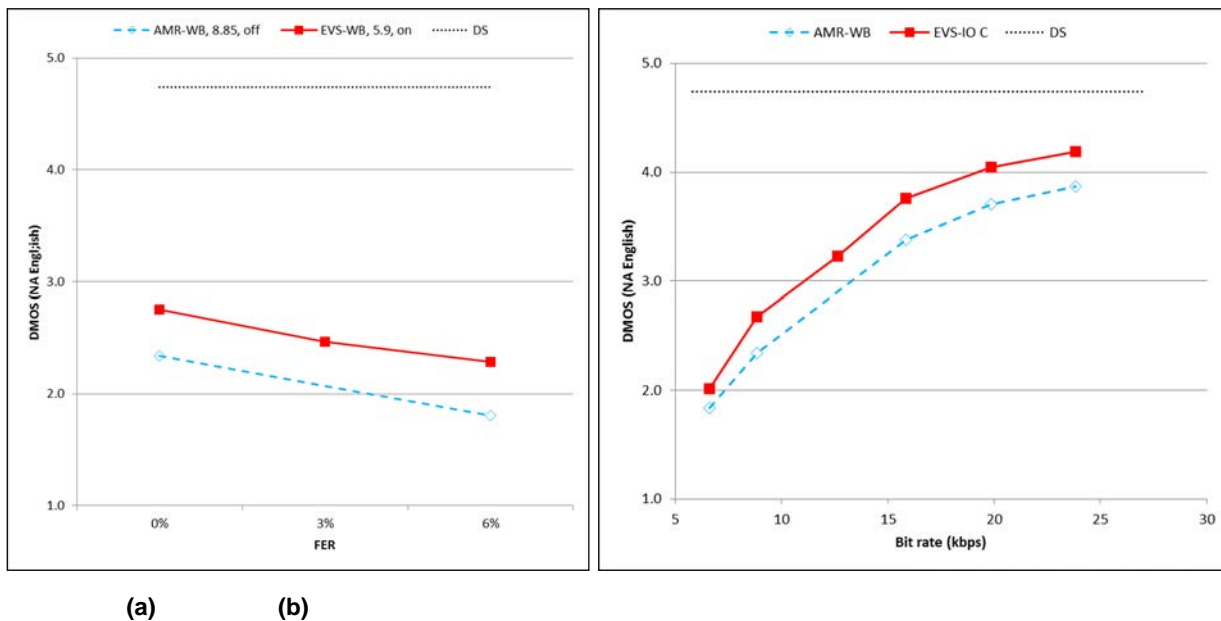 AMR-WB, 8.85, off EVS-WB, 5.9, on DS
5.0
4.0
3.0
2.0
1.0
DMOS (NA Engl;ish)
0% 3% 6%
FER
AMR-WB EVS-IO C DS
5.0
4.0
3.0
2.0
1.0
DMOS (NA English)
5 10 15 20 25 30
Bit rate (kbps)
(a) (b)